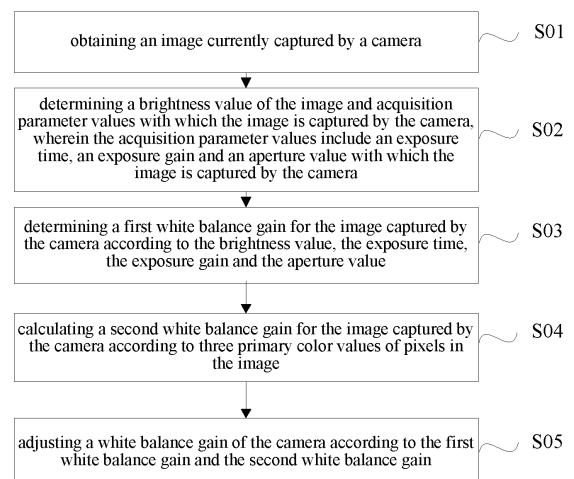 obtaining an image currently captured by a camera
S01
determining a brightness value of the image and acquisition
parameter values with which the image is captured by the camera,
wherein the acquisition parameter values include an exposure
time, an exposure gain and an aperture value with which the
image is captured by the camera
S02
determining a first white balance gain for the image captured by
the camera according to the brightness value, the exposure time,
the exposure gain and the aperture value
S03
calculating a second white balance gain for the image captured by
the camera according to three primary color values of pixels in
the image
S04
adjusting a white balance gain of the camera according to the first
white balance gain and the second white balance gain
S05